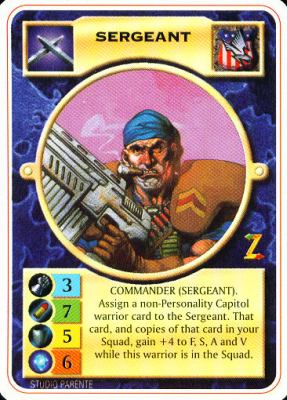 SERGEANT
Z
3
7
5
6
COMMANDER (SERGEANT).
Assign a non-Personality Capitol
warrior card to the Sergeant. That
card, and copies of that card in your
Squad, gain +4 to F, S, A and V
while this warrior is in the Squad.
STUDIO PARENTE